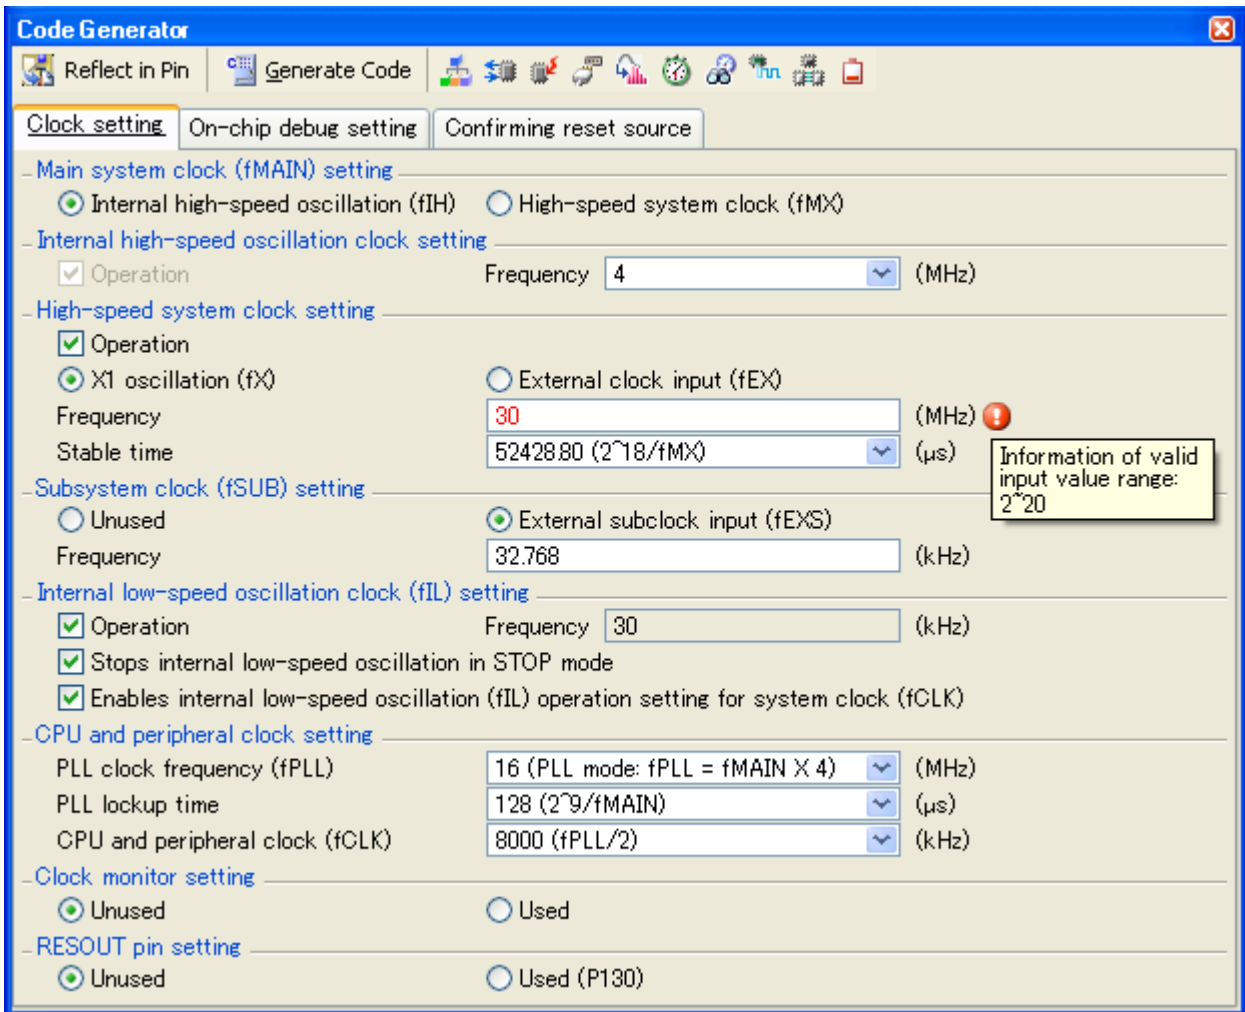 Code Generator
Reflect in Pin Generate Code
Clock setting On-chip debug setting Confirming reset source
Main system clock (fMAIN) setting
Internal high-speed oscillation (fIH) High-speed system clock (fMX)
Internal high-speed oscillation clock setting
Operation Frequency 4 (MHz)
High-speed system clock setting
Operation
X1 oscillation (fX) External clock input (fEX)
Frequency 30 (MHz)
Stable time 52428.80 (2^18/fMX) (μs)
Information of valid
input value range:
2~20
Subsystem clock (fSUB) setting
Unused External subclock input (fEXS)
Frequency 32.768 (kHz)
Internal low-speed oscillation clock (fIL) setting
Operation Frequency 30 (kHz)
Stops internal low-speed oscillation in STOP mode
Enables internal low-speed oscillation (fIL) operation setting for system clock (fCLK)
CPU and peripheral clock setting
PLL clock frequency (fPLL) 16 (PLL mode: fPLL = fMAIN X 4) (MHz)
PLL lockup time 128 (2^9/fMAIN) (μs)
CPU and peripheral clock (fCLK) 8000 (fPLL/2) (kHz)
Clock monitor setting
Unused Used
RESOUT pin setting
Unused Used (P130)